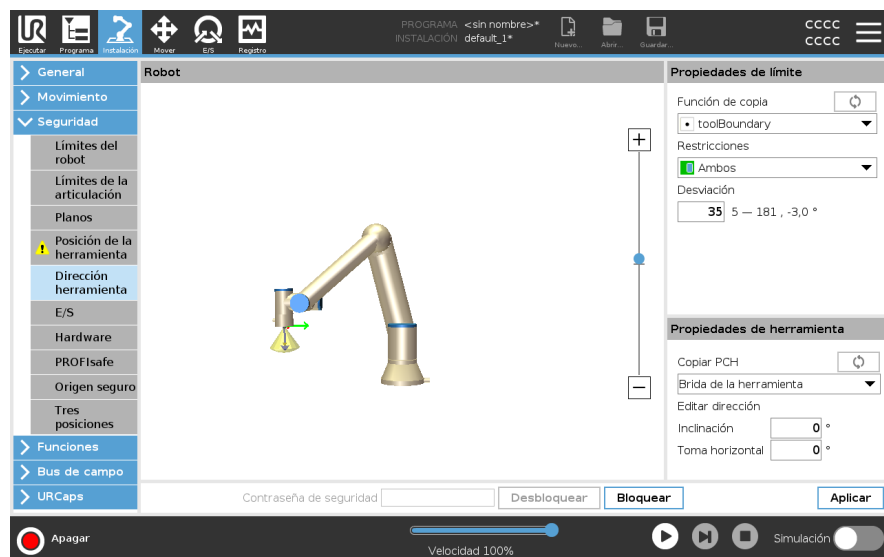 PROGRAMA <sin nombre>*
INSTALACIÓN default_1*
Ejecutar Programa Instalación Mover E/S Registro
Nuevo... Abrir... Guardar...
CCCC
CCCC
General
Movimiento
Seguridad
Límites del
robot
Límites de la
articulación
Planos
Posición de la
herramienta
Dirección
herramienta
E/S
Hardware
PROFIsafe
Origen seguro
Tres
posiciones
Funciones
Bus de campo
URCaps
Robot
Propiedades de límite
Función de copia
toolBoundary
Restricciones
Ambos
Desviación
35 5 — 181 , -3,0 °
Propiedades de herramienta
Copiar PCH
Brida de la herramienta
Editar dirección
Inclinación 0 °
Toma horizontal 0 °
Contraseña de seguridad Desbloquear Bloquear Aplicar
Apagar
Velocidad 100%
Simulación